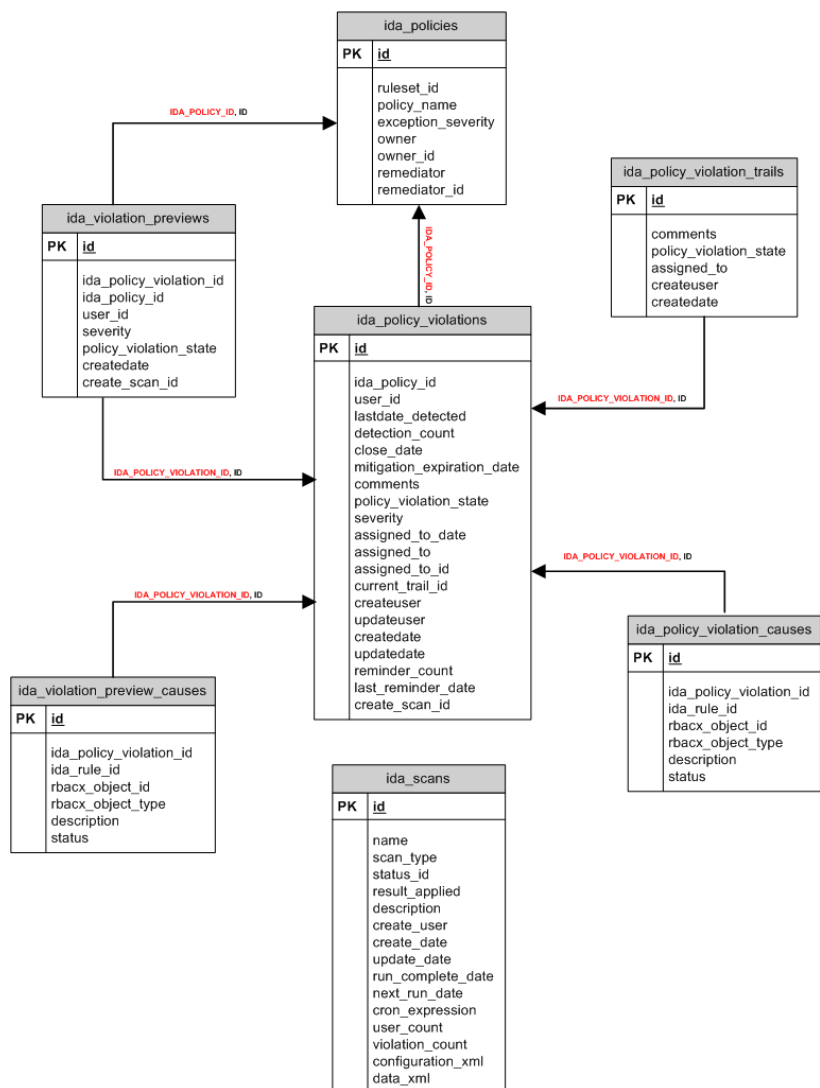 ida_policies
PK id
ruleset_id
policy_name
exception_severity
owner
owner_id
remediator
remediator_id
IDA_POLICY_ID, ID
ida_policy_violation_trails
PK id
comments
policy_violation_state
assigned_to
createuser
createdate
ida_violation_previews
PK id
ida_policy_violation_id
ida_policy_id
user_id
severity
policy_violation_state
createdate
create_scan_id
IDA_POLICY_ID, ID
ida_policy_violations
PK id
ida_policy_id
user_id
lastdate_detected
detection_count
close_date
mitigation_expiration_date
comments
policy_violation_state
severity
assigned_to_date
assigned_to
assigned_to_id
current_trail_id
createuser
updateuser
createdate
updatedate
reminder_count
last_reminder_date
create_scan_id
IDA_POLICY_VIOLATION_ID, ID
IDA_POLICY_VIOLATION_ID, ID
IDA_POLICY_VIOLATION_ID, ID
IDA_POLICY_VIOLATION_ID, ID
ida_policy_violation_causes
PK id
ida_policy_violation_id
ida_rule_id
rbacx_object_id
rbacx_object_type
description
status
ida_violation_preview_causes
PK id
ida_policy_violation_id
ida_rule_id
rbacx_object_id
rbacx_object_type
description
status
ida_scans
PK id
name
scan_type
status_id
result_applied
description
create_user
create_date
update_date
run_complete_date
next_run_date
cron_expression
user_count
violation_count
configuration_xml
data_xml